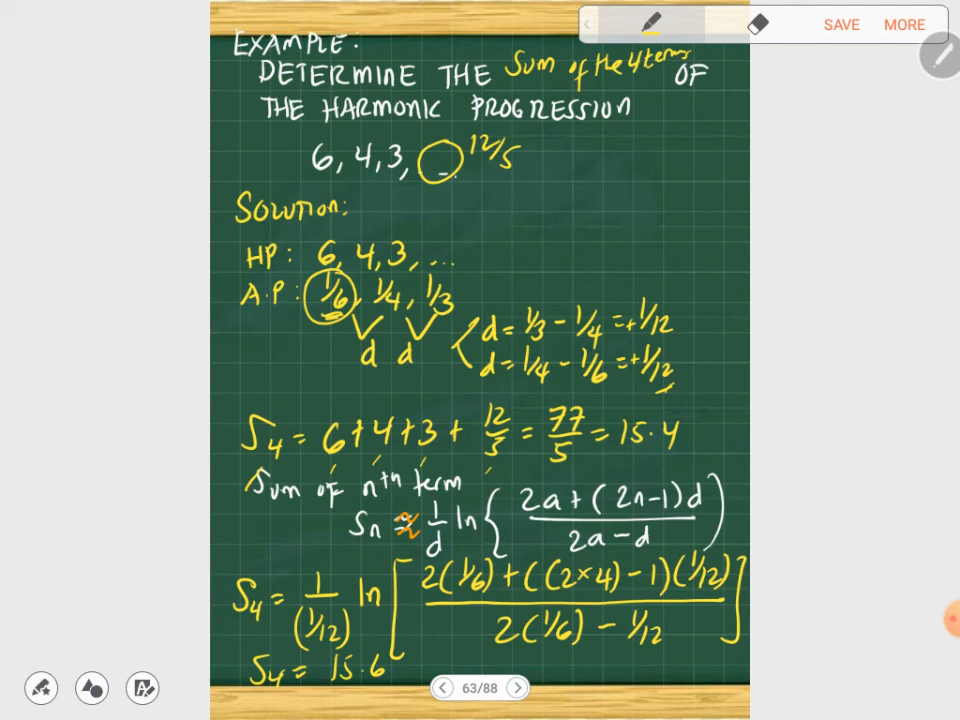 SAVE MORE
EXAMPLE:
DETERMINE THE Sum of the 4 terms OF
THE HARMONIC PROGRESSION
6, 4, 3, 12/5
Solution:
HP: 6, 4, 3, ...
A.P: 1/6, 1/4, 1/3
d d
d = 1/3 - 1/4 = +1/12
d = 1/4 - 1/6 = +1/12
S4 = 6 + 4 + 3 + 12/5 = 77/5 = 15.4
Sum of nth term
Sn ≈ 1/d ln { 2a + (2n-1)d / 2a - d )
S4 = 1/(1/12) ln [ 2(1/6) + ((2×4) - 1)(1/12) / 2(1/6) - 1/12 ]
S4 = 15.6
63/88